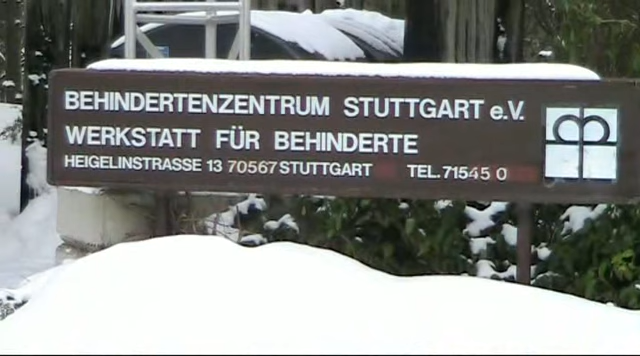 BEHINDERTENZENTRUM STUTTGART e.V.
WERKSTATT FÜR BEHINDERTE
HEIGELINSTRASSE 13 70567 STUTTGART TEL. 71545 0